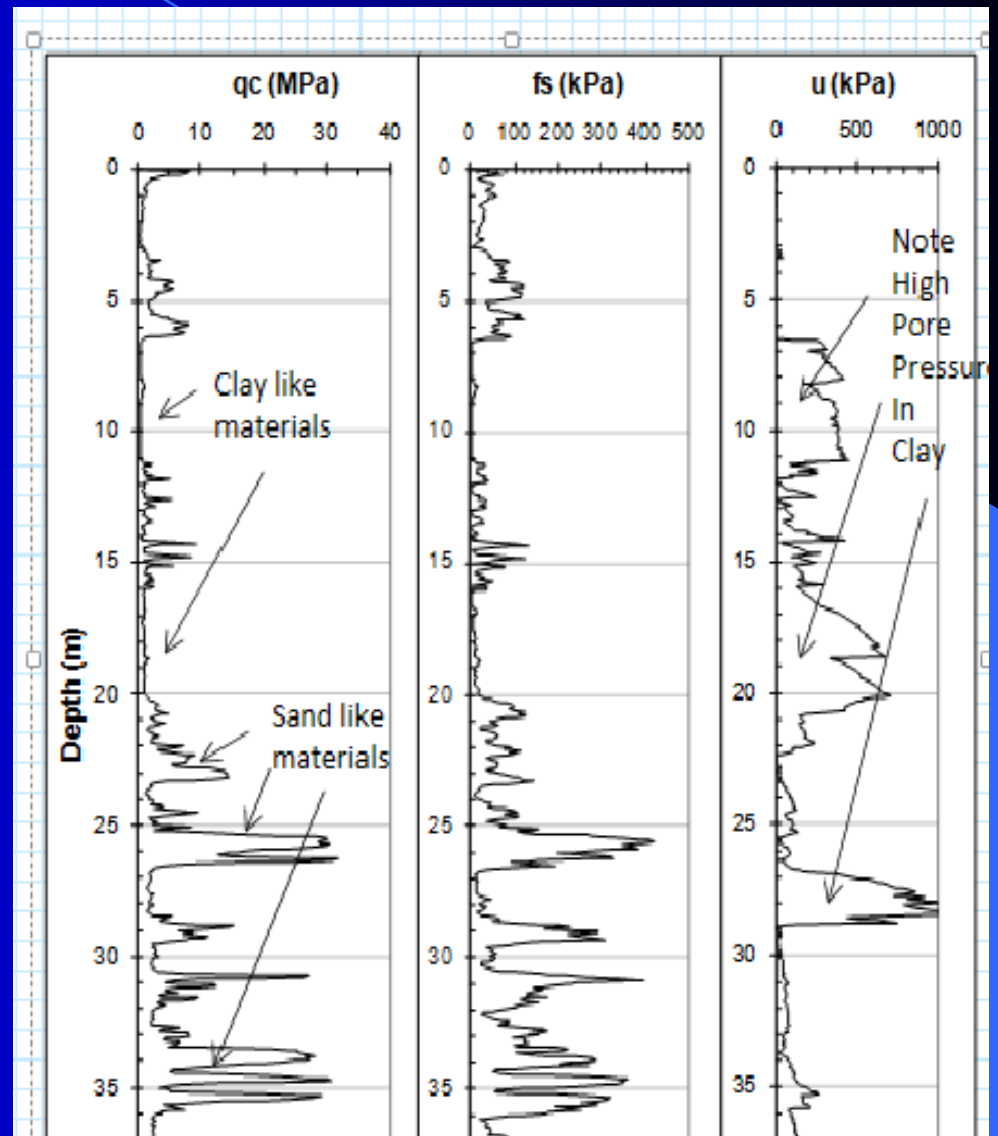 qc (MPa)
0 10 20 30 40
fs (kPa)
0 100 200 300 400 500
u (kPa)
0 500 1000
Depth (m)
0
5
10
15
20
25
30
35
Clay like
materials
Sand like
materials
0
5
10
15
20
25
30
35
0
5
10
15
20
25
30
35
Note
High
Pore
Pressure
In
Clay